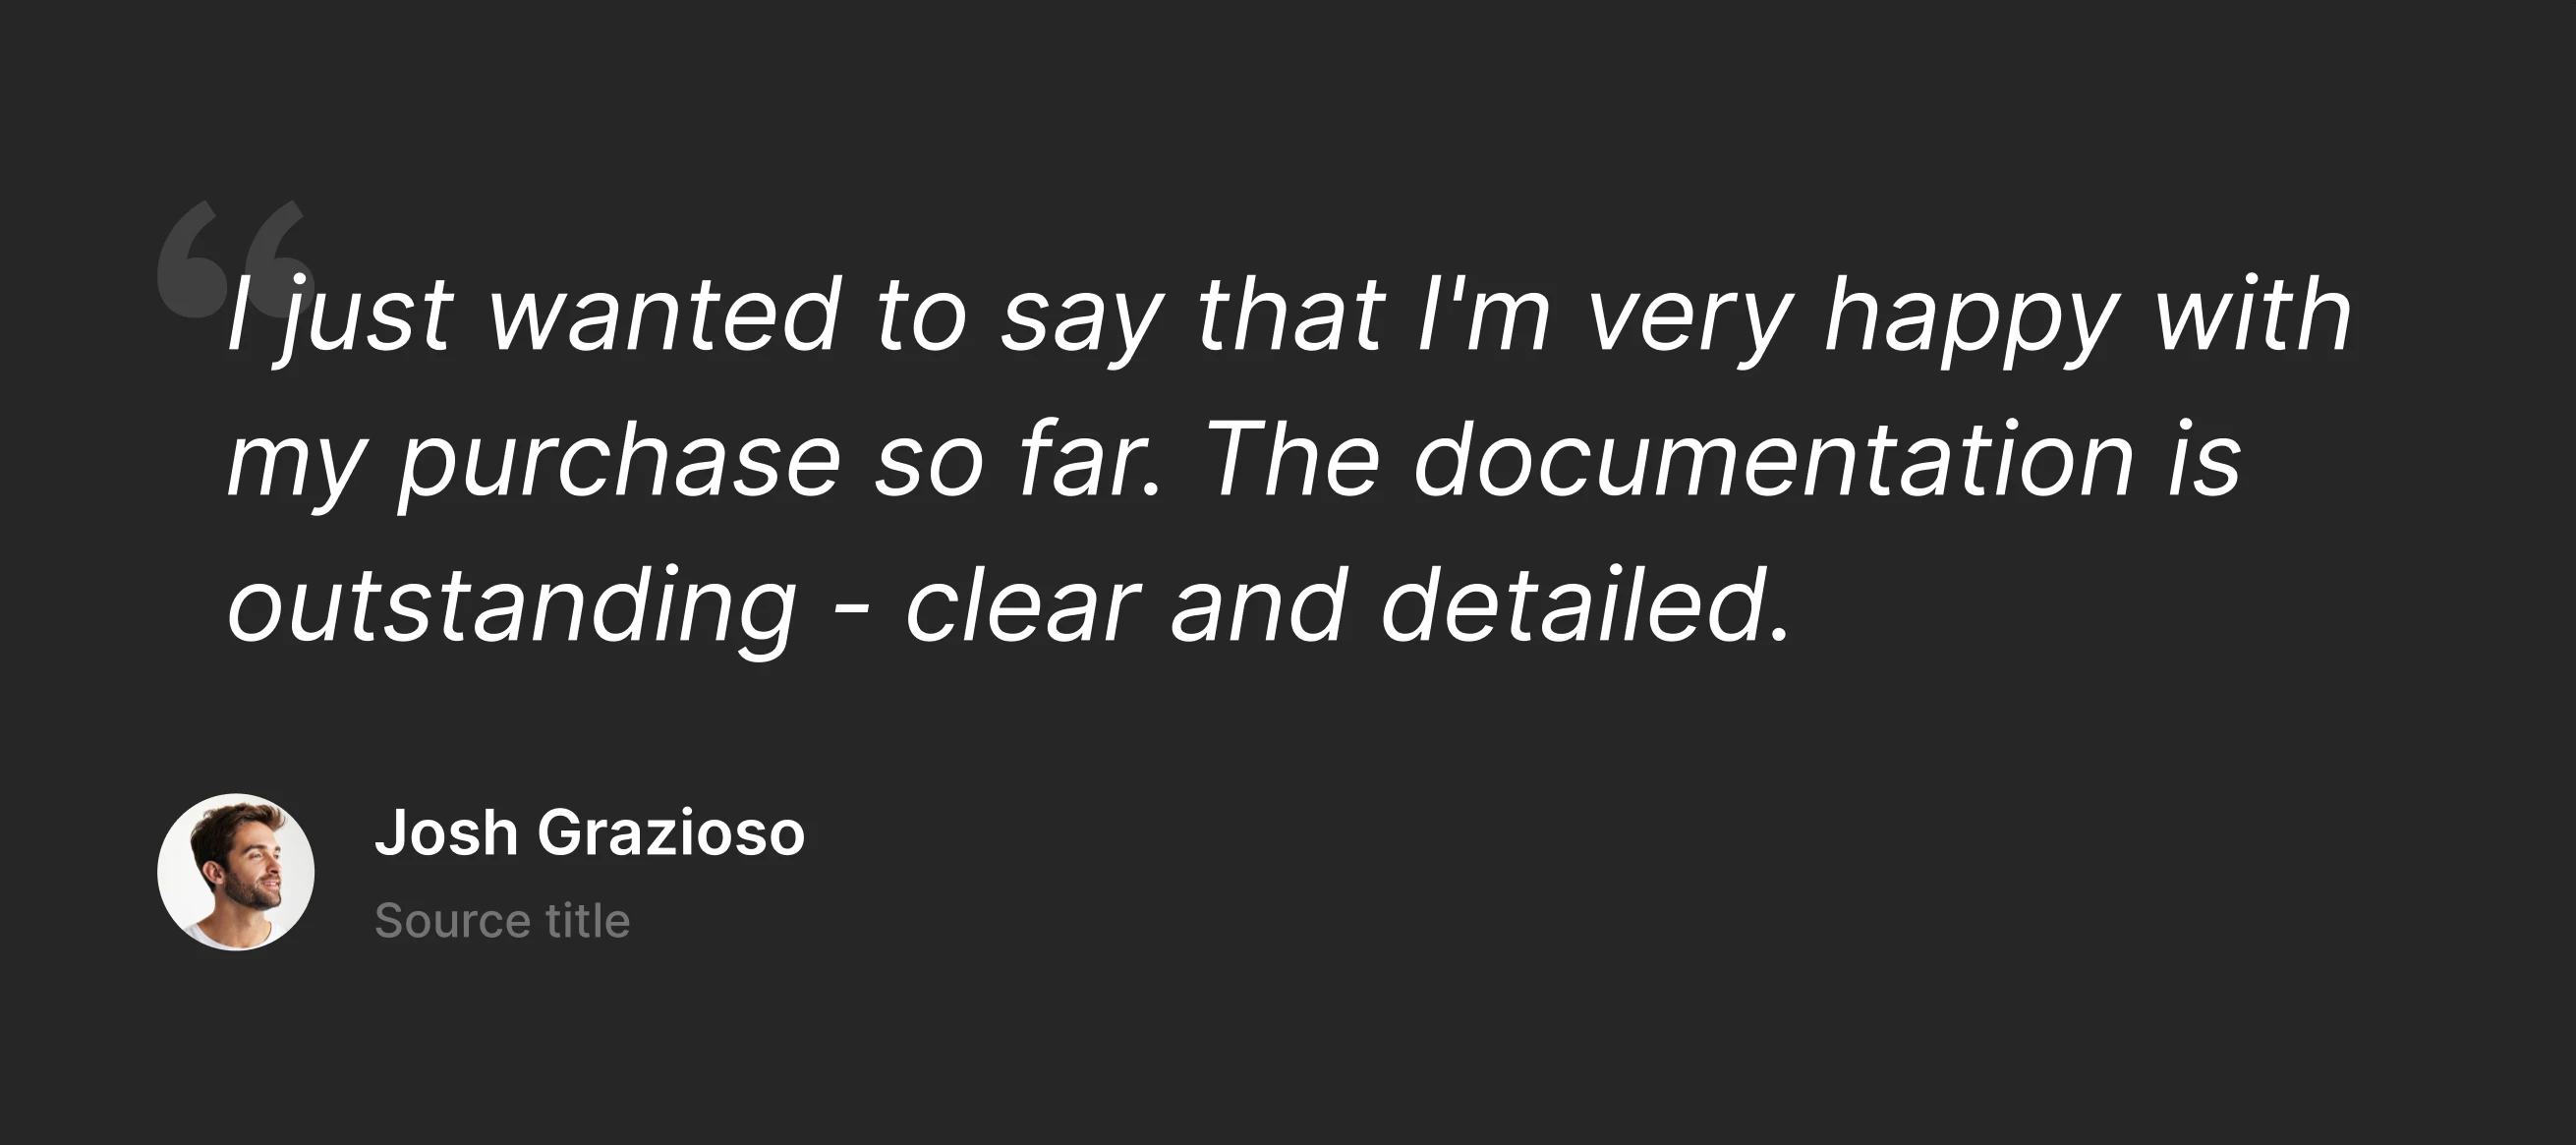 “
I just wanted to say that I'm very happy with
my purchase so far. The documentation is
outstanding - clear and detailed.
Josh Grazioso
Source title